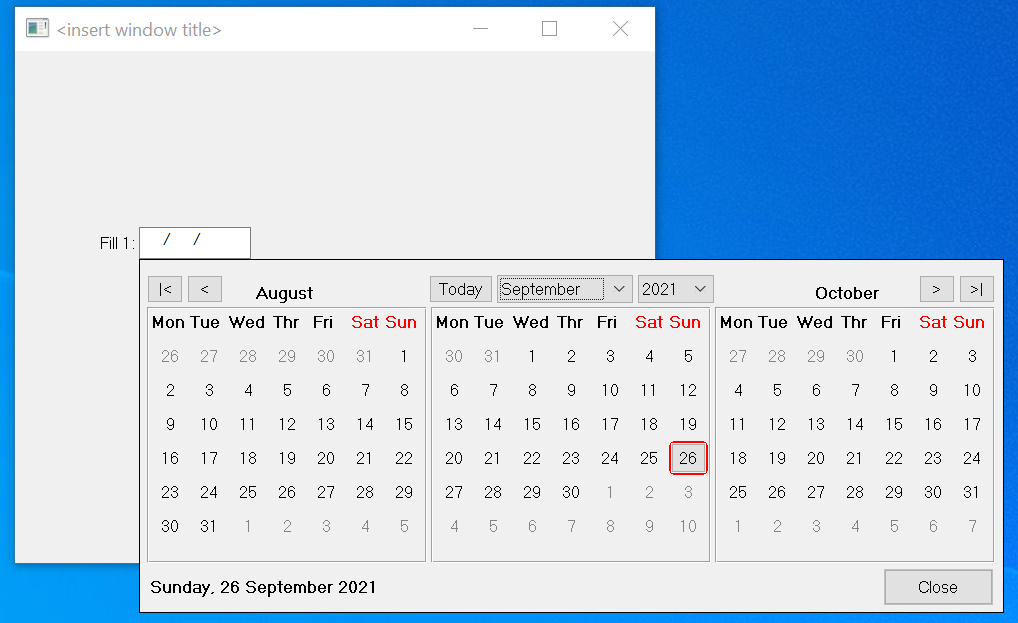 <insert window title>
Fill 1: / /
|< < August Today September 2021 October > >|
Mon Tue Wed Thr Fri Sat Sun Mon Tue Wed Thr Fri Sat Sun Mon Tue Wed Thr Fri Sat Sun
26 27 28 29 30 31 1 30 31 1 2 3 4 5 27 28 29 30 1 2 3
2 3 4 5 6 7 8 6 7 8 9 10 11 12 4 5 6 7 8 9 10
9 10 11 12 13 14 15 13 14 15 16 17 18 19 11 12 13 14 15 16 17
16 17 18 19 20 21 22 20 21 22 23 24 25 26 18 19 20 21 22 23 24
23 24 25 26 27 28 29 27 28 29 30 1 2 3 25 26 27 28 29 30 31
30 31 1 2 3 4 5 4 5 6 7 8 9 10 1 2 3 4 5 6 7
Sunday, 26 September 2021 Close